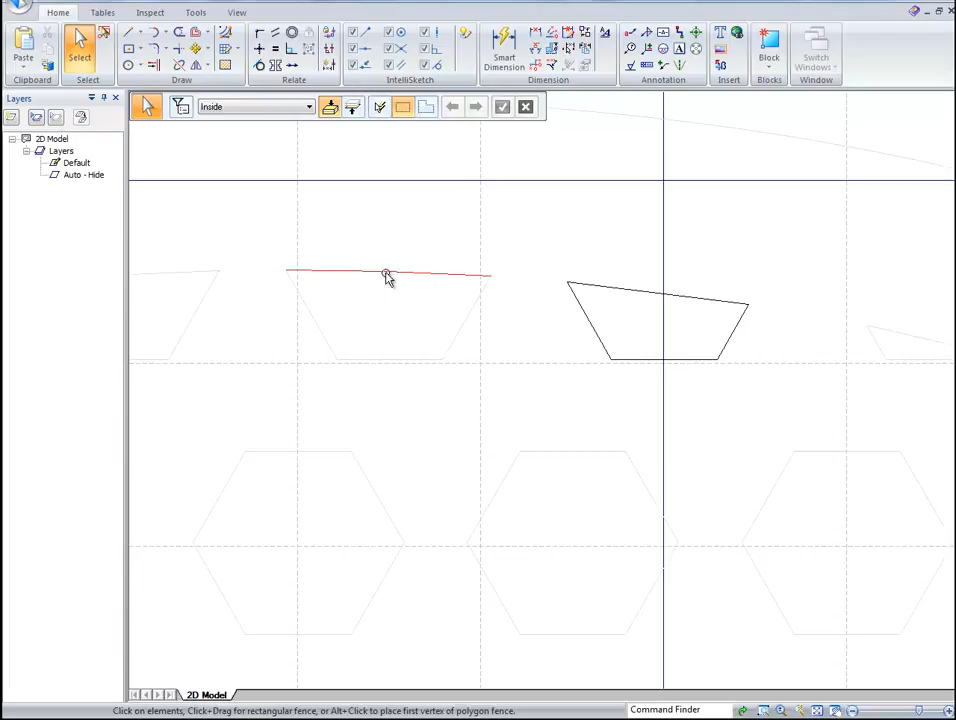 Home Tables Inspect Tools View
Paste
Select
Smart
Dimension
Block
Switch
Windows
Clipboard Select Draw Relate IntelliSketch Dimension Annotation Insert Blocks Window
Layers
Inside
2D Model
Layers
Default
Auto - Hide
2D Model
Click on elements, Click+Drag for rectangular fence, or Alt+Click to place first vertex of polygon fence.
Command Finder